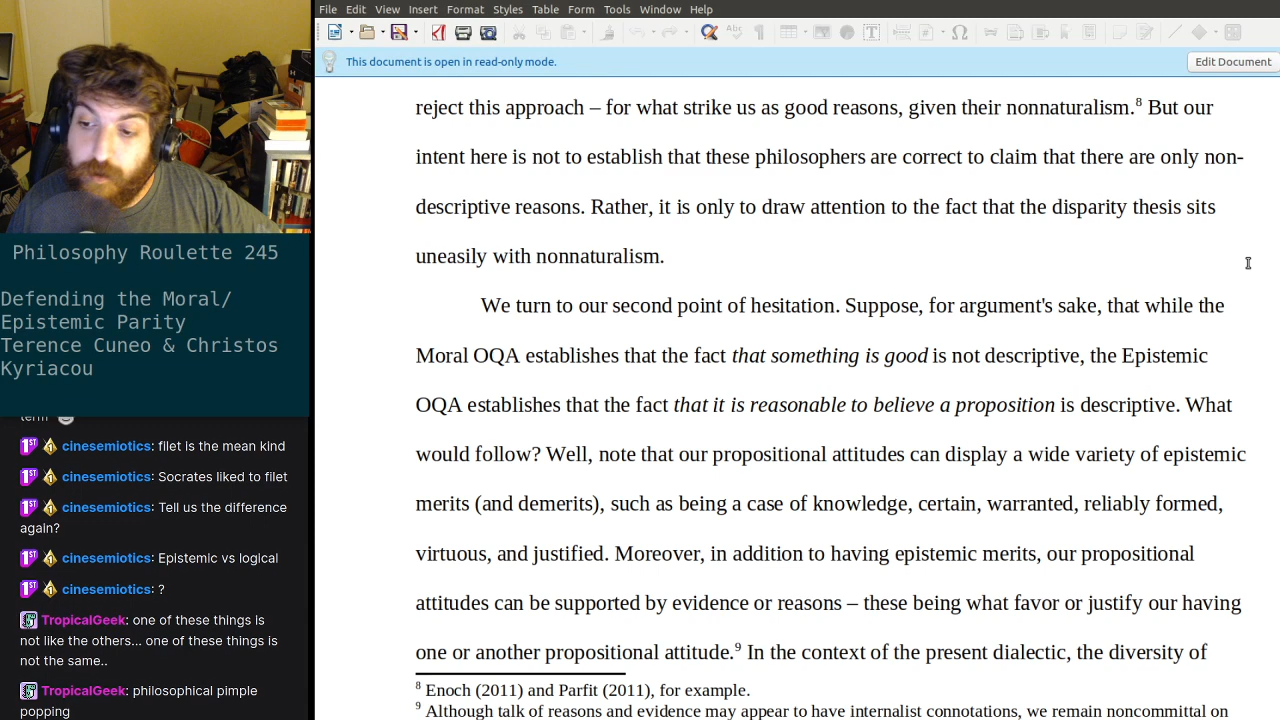 File Edit View Insert Format Styles Table Form Tools Window Help
This document is open in read-only mode.
Edit Document
reject this approach – for what strike us as good reasons, given their nonnaturalism.8 But our
intent here is not to establish that these philosophers are correct to claim that there are only non-
descriptive reasons. Rather, it is only to draw attention to the fact that the disparity thesis sits
uneasily with nonnaturalism.
We turn to our second point of hesitation. Suppose, for argument's sake, that while the
Moral OQA establishes that the fact that something is good is not descriptive, the Epistemic
OQA establishes that the fact that it is reasonable to believe a proposition is descriptive. What
would follow? Well, note that our propositional attitudes can display a wide variety of epistemic
merits (and demerits), such as being a case of knowledge, certain, warranted, reliably formed,
virtuous, and justified. Moreover, in addition to having epistemic merits, our propositional
attitudes can be supported by evidence or reasons – these being what favor or justify our having
one or another propositional attitude.9 In the context of the present dialectic, the diversity of
8 Enoch (2011) and Parfit (2011), for example.
9 Although talk of reasons and evidence may appear to have internalist connotations, we remain noncommittal on
Philosophy Roulette 245
Defending the Moral/
Epistemic Parity
Terence Cuneo & Christos
Kyriacou
term
1ST 1 cinesemiotics: filet is the mean kind
1ST 1 cinesemiotics: Socrates liked to filet
1ST 1 cinesemiotics: Tell us the difference
again?
1ST 1 cinesemiotics: Epistemic vs logical
1ST 1 cinesemiotics: ?
TropicalGeek: one of these things is
not like the others... one of these things is
not the same..
TropicalGeek: philosophical pimple
popping